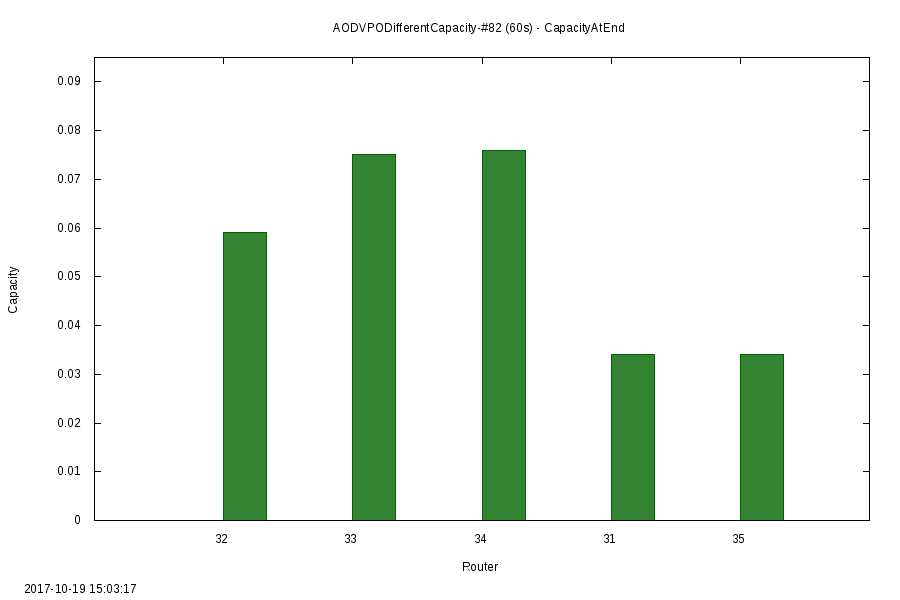 AODVPODifferentCapacity-#82 (60s) - CapacityAtEnd
0.09
0.08
0.07
0.06
0.05
0.04
0.03
0.02
0.01
0
Capacity
32 33 34 31 35
Router
2017-10-19 15:03:17